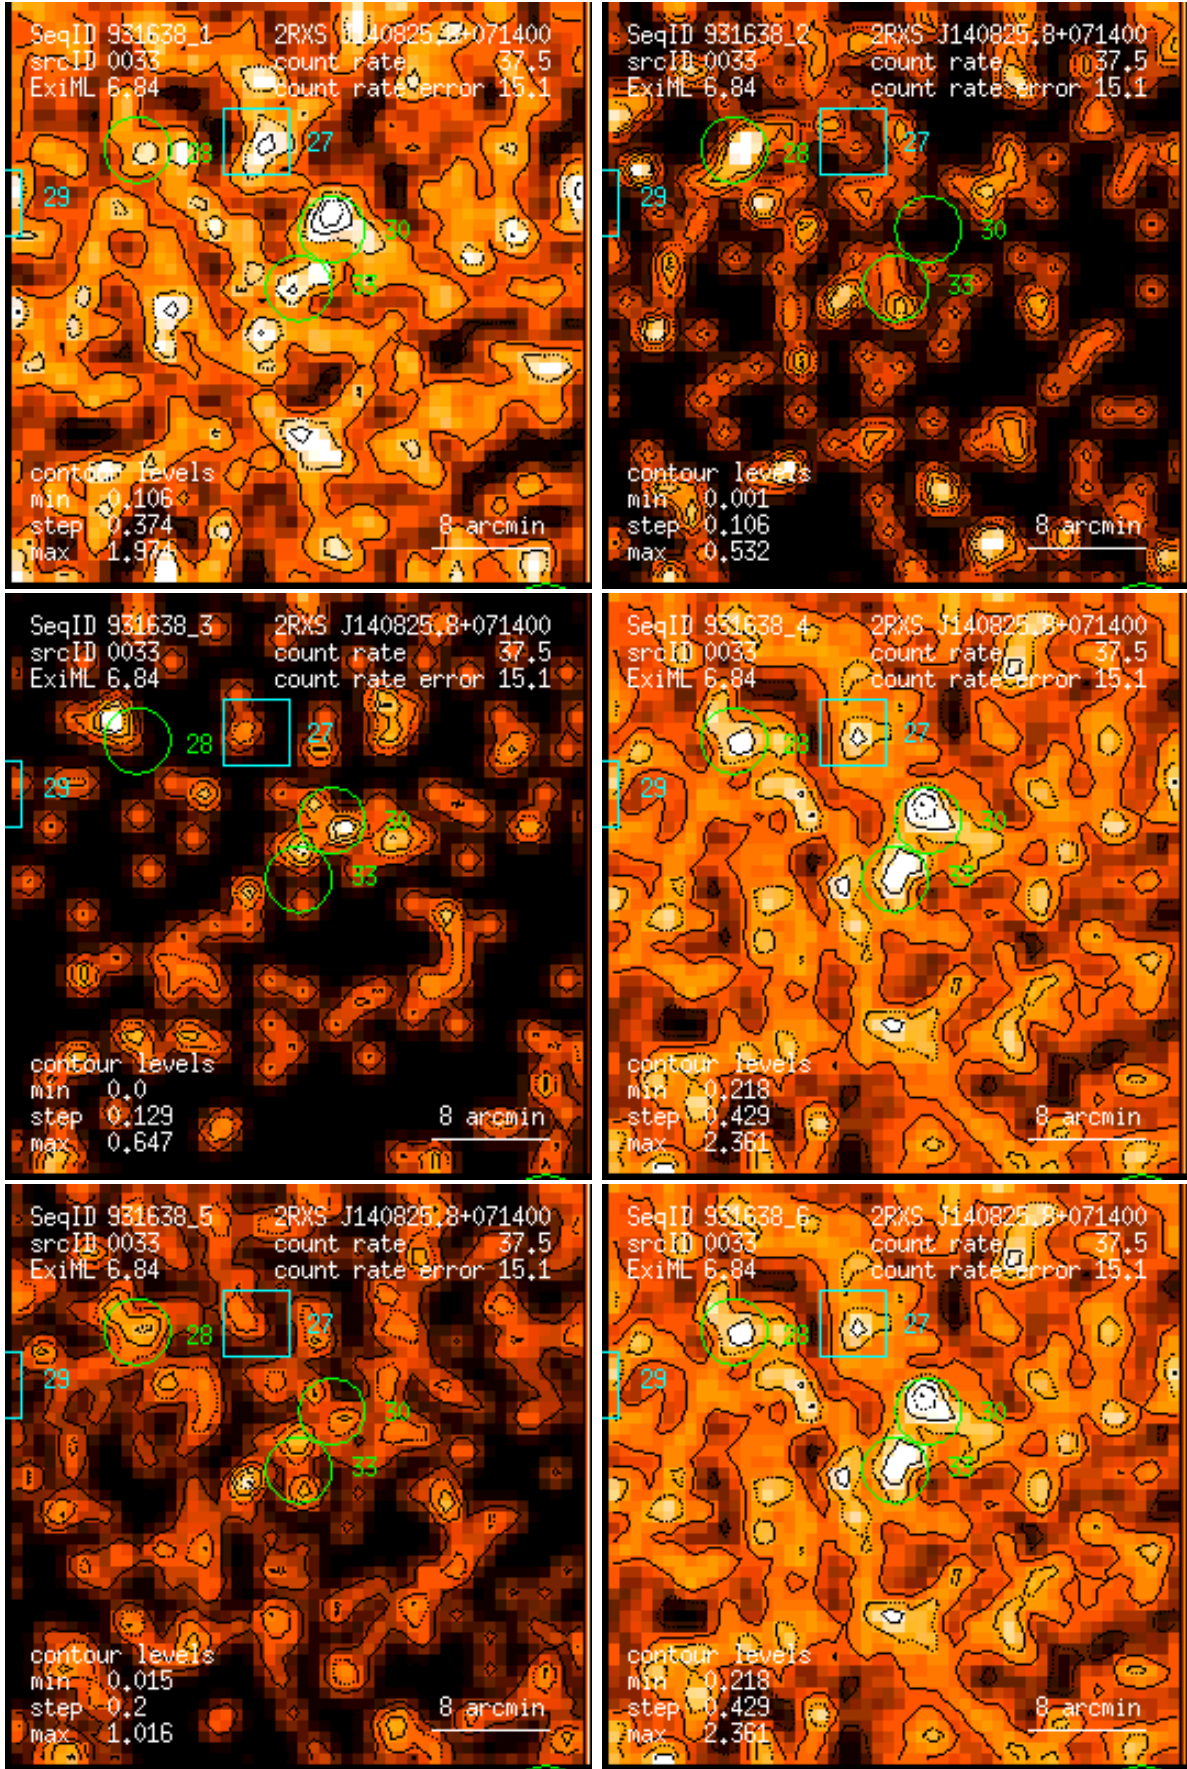 SeqID 931638_1 2RXS J140825.8+071400
srcID 0033 count rate 37.5
ExiML 6.84 count rate error 15.1
28
27
29
30
33
contour levels
min 0.106
step 0.374
max 1.974
8 arcmin
SeqID 931638_2 2RXS J140825.8+071400
srcID 0033 count rate 37.5
ExiML 6.84 count rate error 15.1
28
27
29
30
33
contour levels
min 0.001
step 0.106
max 0.532
8 arcmin
SeqID 931638_3 2RXS J140825.8+071400
srcID 0033 count rate 37.5
ExiML 6.84 count rate error 15.1
28
27
29
30
33
contour levels
min 0.0
step 0.129
max 0.647
8 arcmin
SeqID 931638_4 2RXS J140825.8+071400
srcID 0033 count rate 37.5
ExiML 6.84 count rate error 15.1
28
27
29
30
33
contour levels
min 0.218
step 0.429
max 2.361
8 arcmin
SeqID 931638_5 2RXS J140825.8+071400
srcID 0033 count rate 37.5
ExiML 6.84 count rate error 15.1
28
27
29
30
33
contour levels
min 0.015
step 0.2
max 1.016
8 arcmin
SeqID 931638_6 2RXS J140825.8+071400
srcID 0033 count rate 37.5
ExiML 6.84 count rate error 15.1
28
27
29
30
33
contour levels
min 0.218
step 0.429
max 2.361
8 arcmin